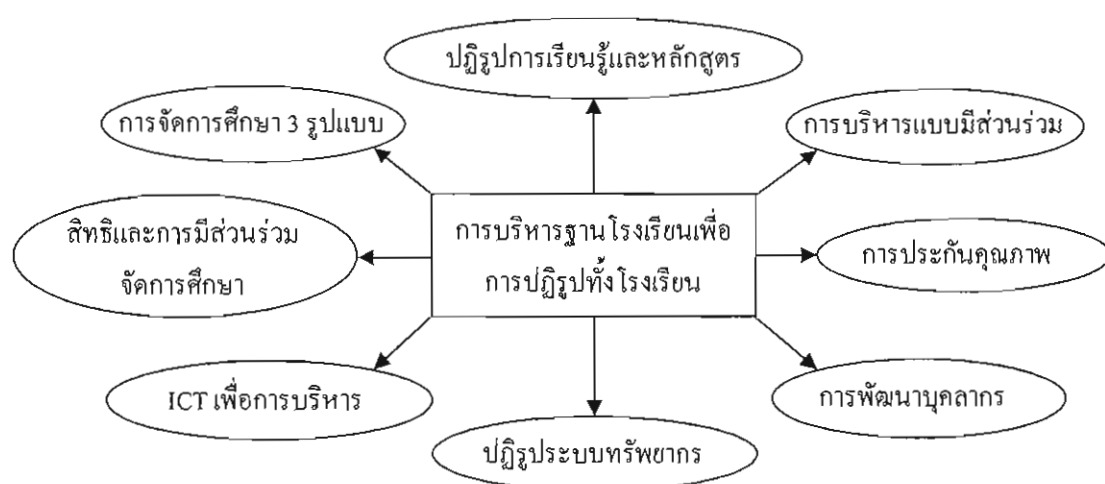 ปฏิรูปการเรียนรู้และหลักสูตร
การจัดการศึกษา 3 รูปแบบ
การบริหารแบบมีส่วนร่วม
สิทธิและการมีส่วนร่วม
จัดการศึกษา
การบริหารฐานโรงเรียนเพื่อ
การปฏิรูปทั้งโรงเรียน
การประกันคุณภาพ
ICT เพื่อการบริหาร
การพัฒนาบุคลากร
ปฏิรูประบบทรัพยากร